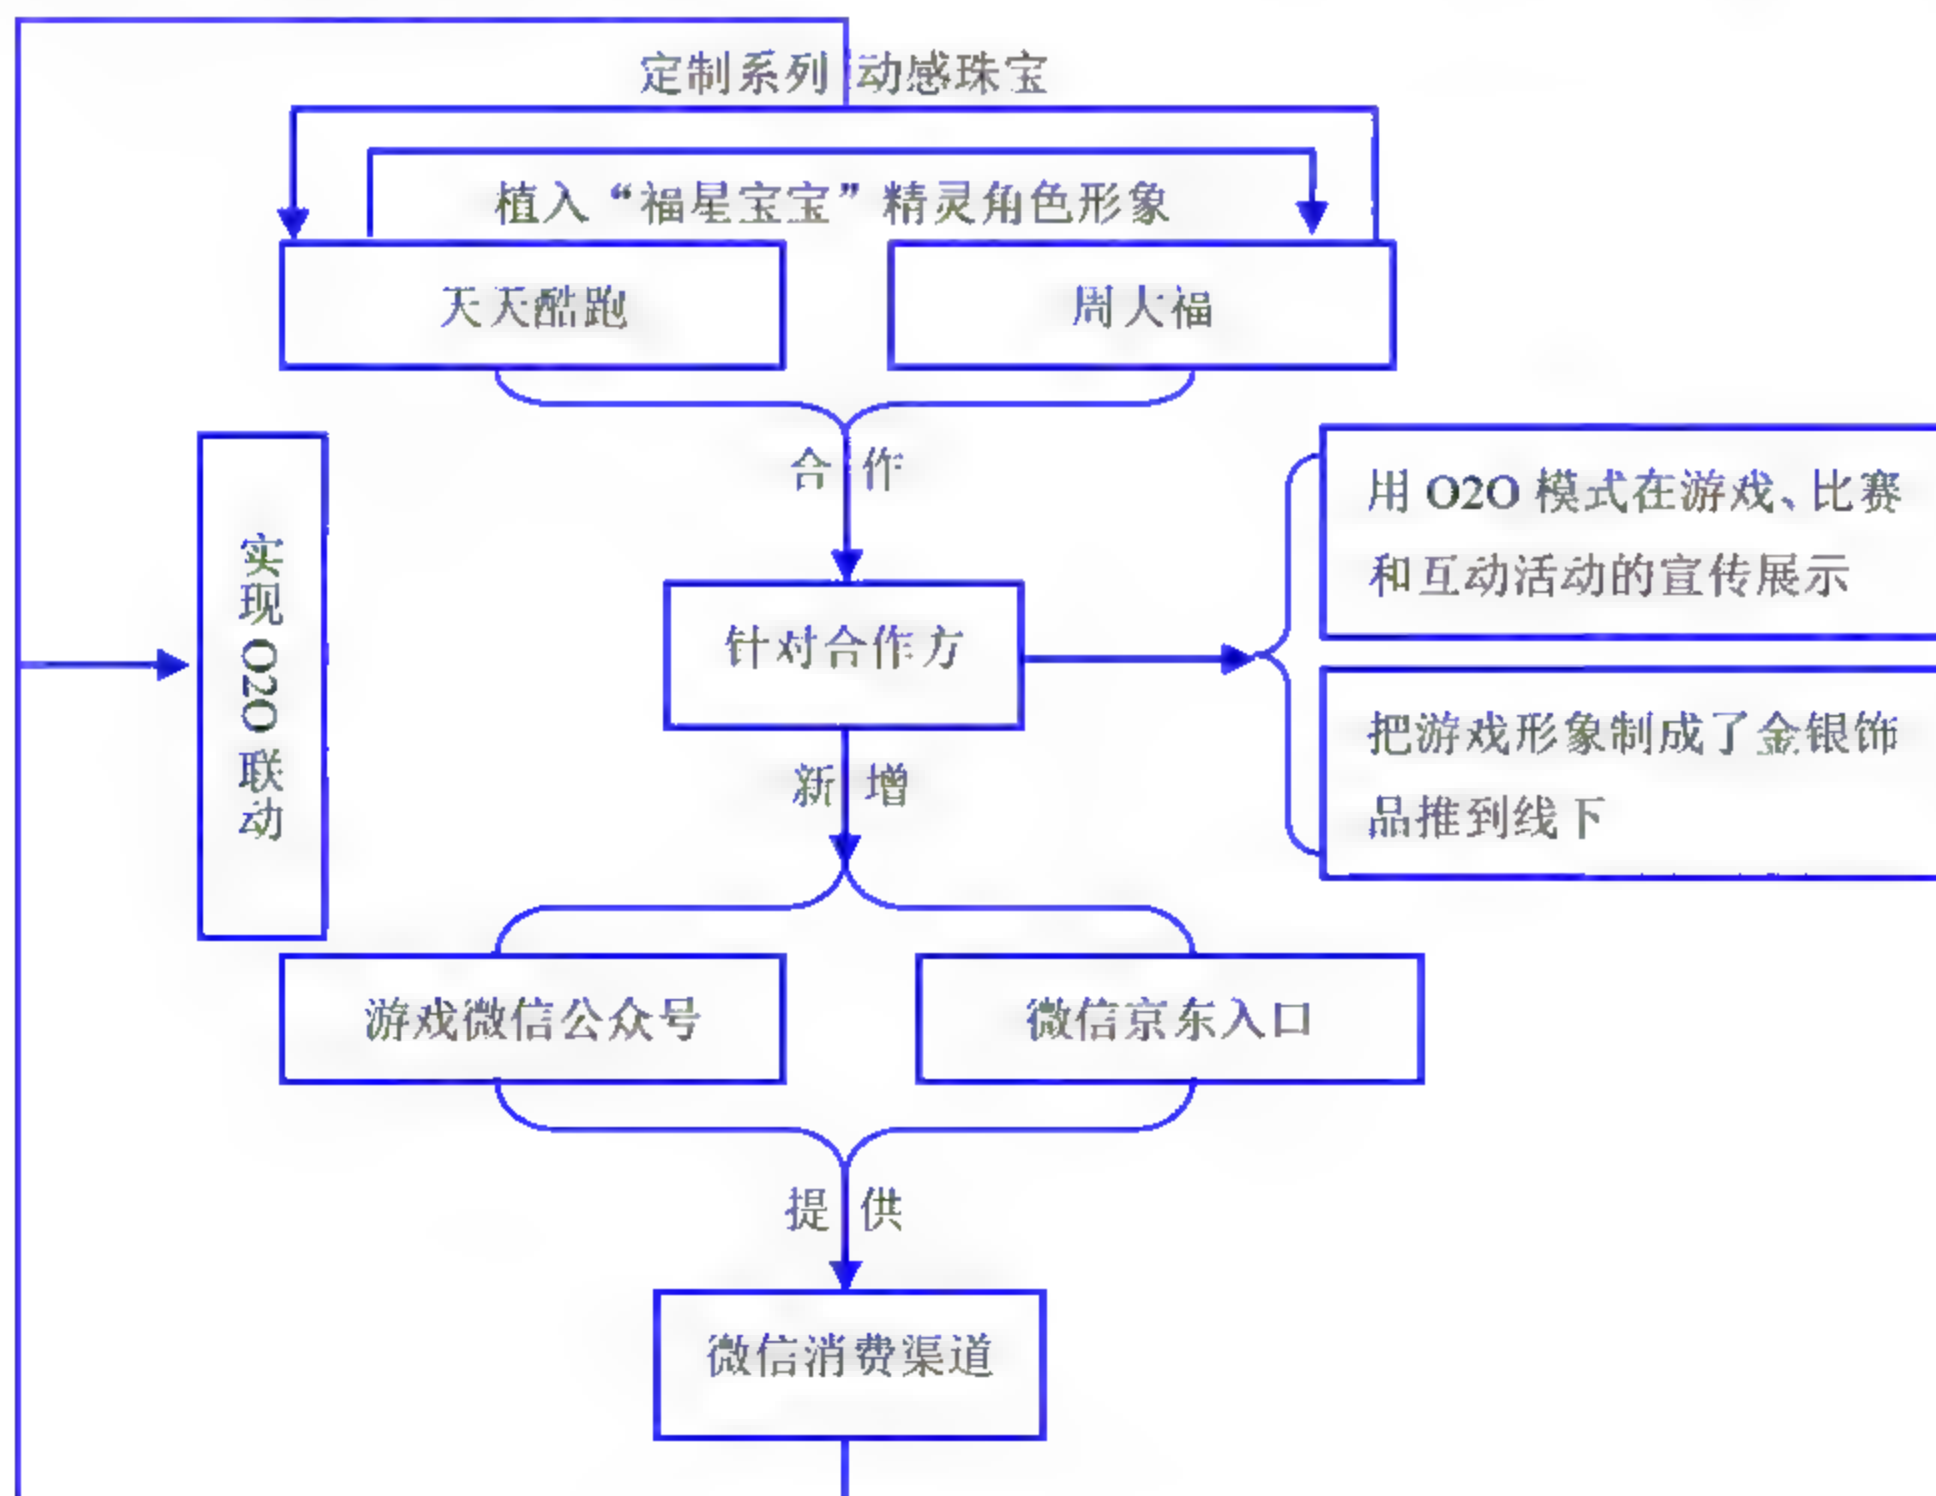 定制系列 动感珠宝
植入“福星宝宝”精灵角色形象
天天酷跑
周大福
合 作
用 O2O 模式在游戏、比赛
和互动活动的宣传展示
实现 O2O 联动
针对合作方
把游戏形象制成了金银饰
品推到线下
新 增
游戏微信公众号
微信京东入口
提 供
微信消费渠道